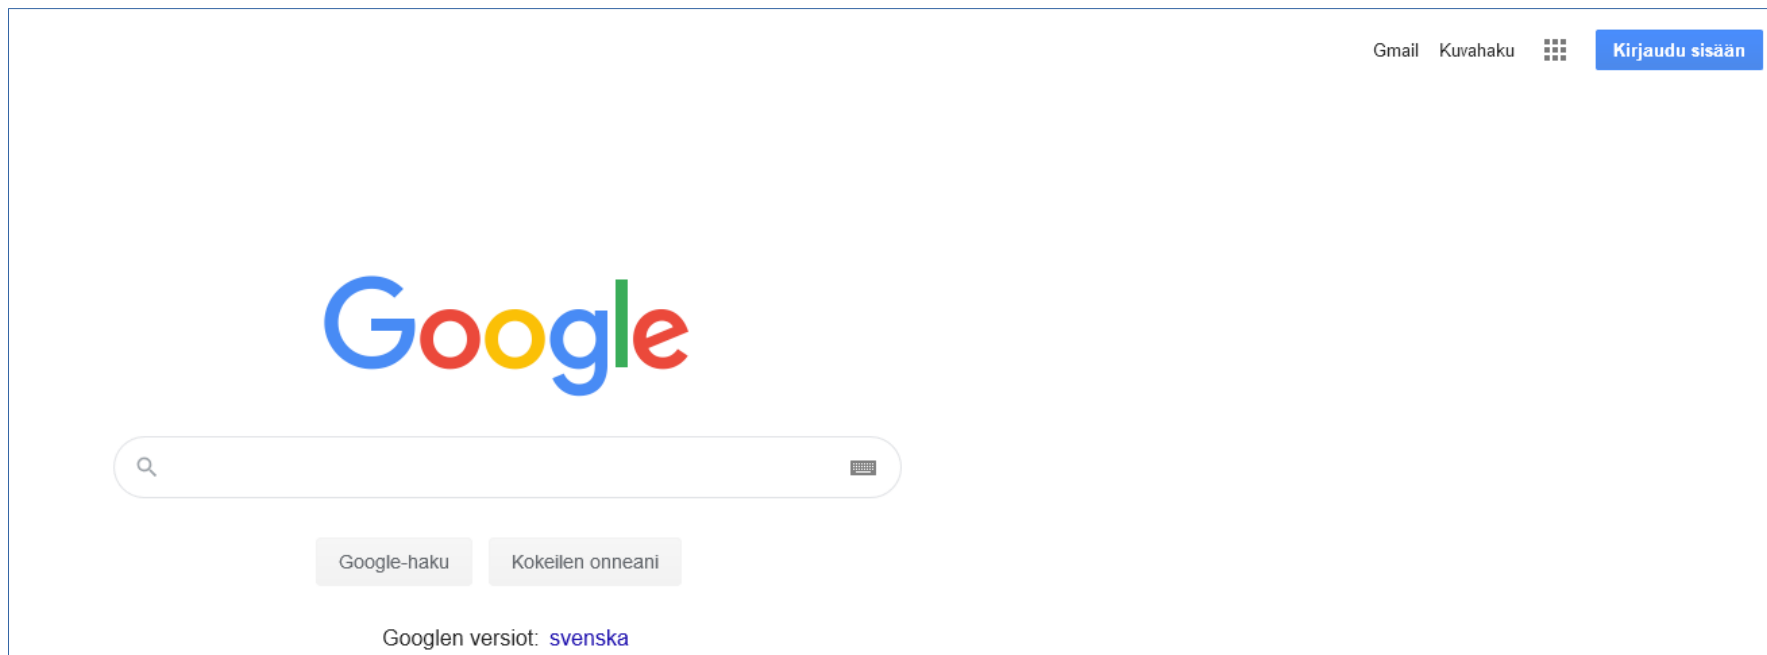 Gmail Kuvahaku Kirjaudu sisään
Google
Google-haku Kokeilen onneani
Googlen versiot: svenska